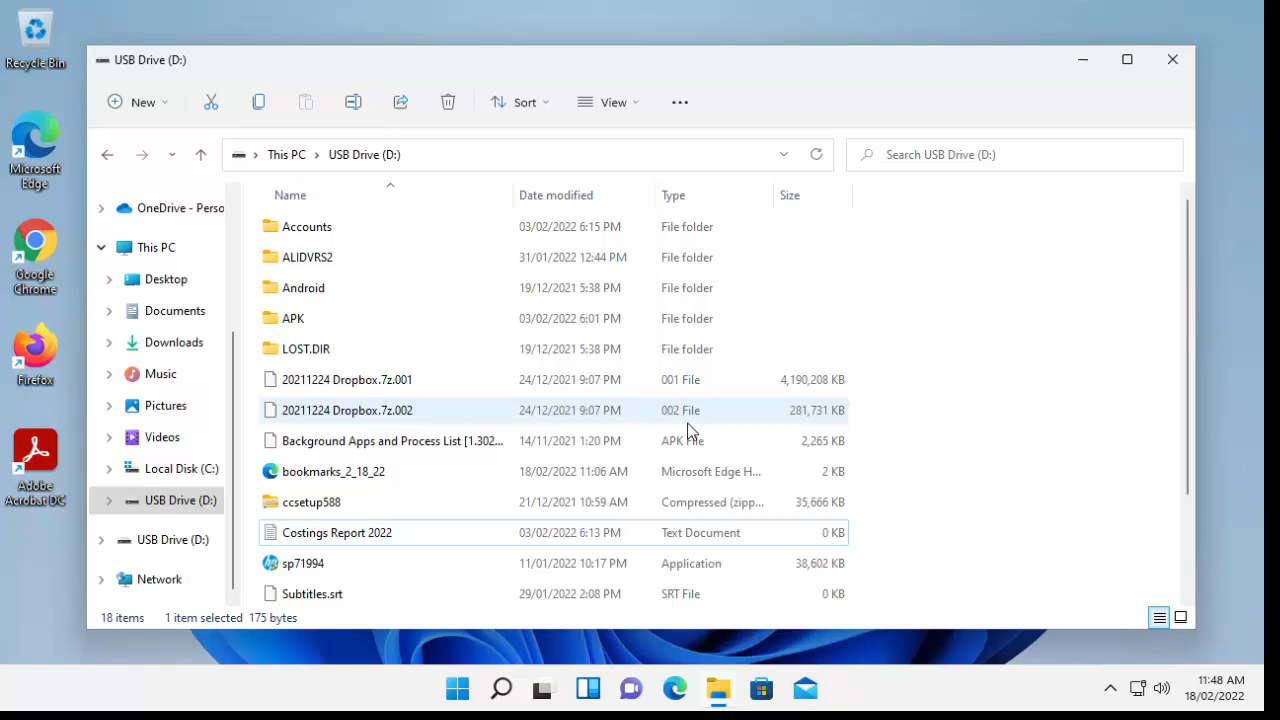 Recycle Bin
Microsoft Edge
Google Chrome
Firefox
Adobe Acrobat DC
USB Drive (D:)
New
Sort
View
This PC > USB Drive (D:)
Search USB Drive (D:)
OneDrive - Perso
This PC
Desktop
Documents
Downloads
Music
Pictures
Videos
Local Disk (C:)
USB Drive (D:)
USB Drive (D:)
Network
Name Date modified Type Size
Accounts 03/02/2022 6:15 PM File folder
ALIDVRS2 31/01/2022 12:44 PM File folder
Android 19/12/2021 5:38 PM File folder
APK 03/02/2022 6:01 PM File folder
LOST.DIR 19/12/2021 5:38 PM File folder
20211224 Dropbox.7z.001 24/12/2021 9:07 PM 001 File 4,190,208 KB
20211224 Dropbox.7z.002 24/12/2021 9:07 PM 002 File 281,731 KB
Background Apps and Process List [1.302... 14/11/2021 1:20 PM APK File 2,265 KB
bookmarks_2_18_22 18/02/2022 11:06 AM Microsoft Edge H... 2 KB
ccsetup588 21/12/2021 10:59 AM Compressed (zipp... 35,666 KB
Costings Report 2022 03/02/2022 6:13 PM Text Document 0 KB
sp71994 11/01/2022 10:17 PM Application 38,602 KB
Subtitles.srt 29/01/2022 2:08 PM SRT File 0 KB
18 items 1 item selected 175 bytes
11:48 AM
18/02/2022